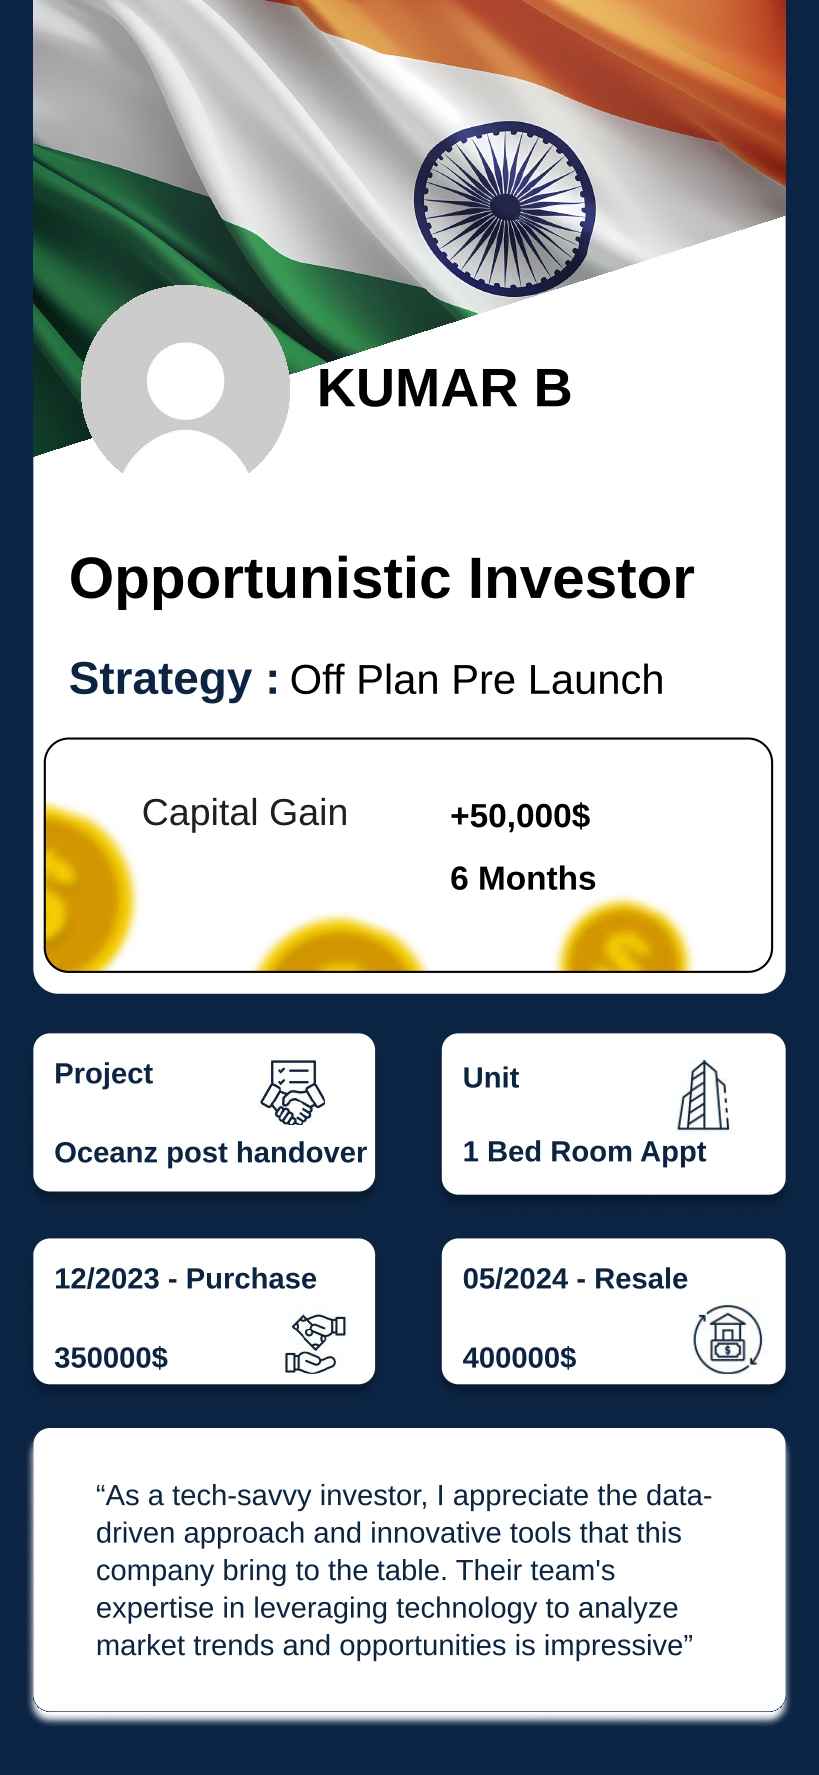 KUMAR B
Opportunistic Investor
Strategy : Off Plan Pre Launch
Capital Gain
+50,000$
6 Months
Project
Oceanz post handover
Unit
1 Bed Room Appt
12/2023 - Purchase
350000$
05/2024 - Resale
400000$
“As a tech-savvy investor, I appreciate the data-
driven approach and innovative tools that this
company bring to the table. Their team's
expertise in leveraging technology to analyze
market trends and opportunities is impressive”